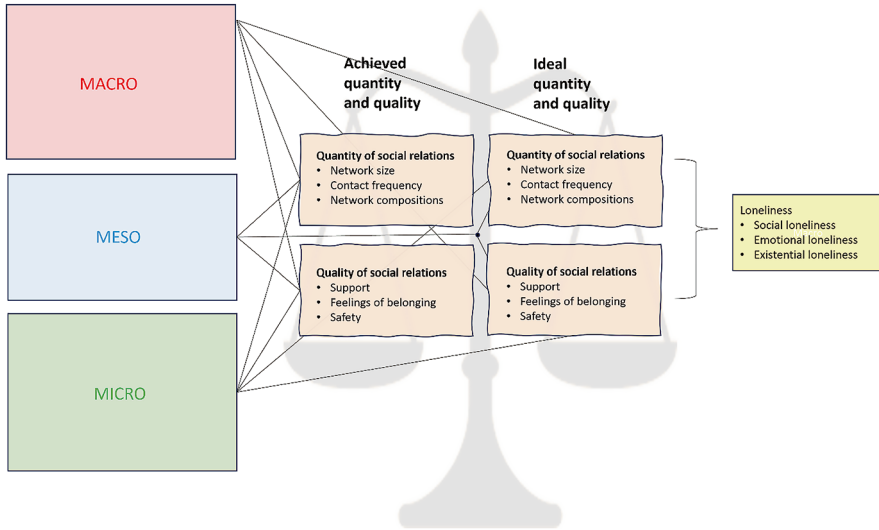 MACRO
MESO
MICRO
Achieved
quantity
and quality
Ideal
quantity
and quality
Quantity of social relations
• Network size
• Contact frequency
• Network compositions
Quantity of social relations
• Network size
• Contact frequency
• Network compositions
Quality of social relations
• Support
• Feelings of belonging
• Safety
Quality of social relations
• Support
• Feelings of belonging
• Safety
Loneliness
• Social loneliness
• Emotional loneliness
• Existential loneliness